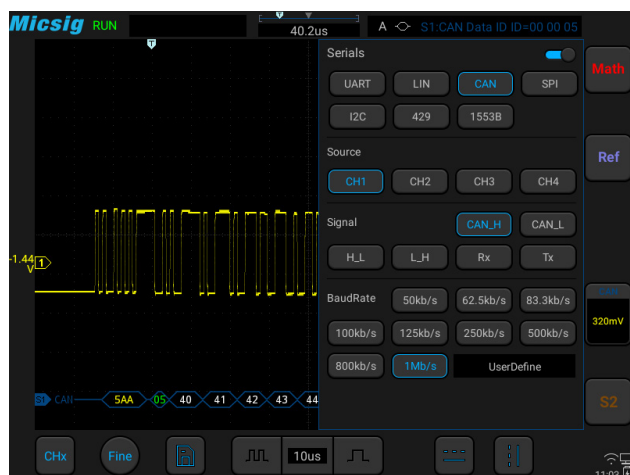 Micsig RUN 40.2us A S1:CAN Data ID ID=00 00 05
T
Serials
UART LIN CAN SPI
I2C 429 1553B
Source
CH1 CH2 CH3 CH4
Signal CAN_H CAN_L
H_L L_H Rx Tx
BaudRate 50kb/s 62.5kb/s 83.3kb/s
100kb/s 125kb/s 250kb/s 500kb/s
800kb/s 1Mb/s UserDefine
Math
Ref
-1.44
V 1
CAN
320mV
S1 CAN 5AA 05 40 41 42 43 44
S2
CHx Fine 10us
11:03